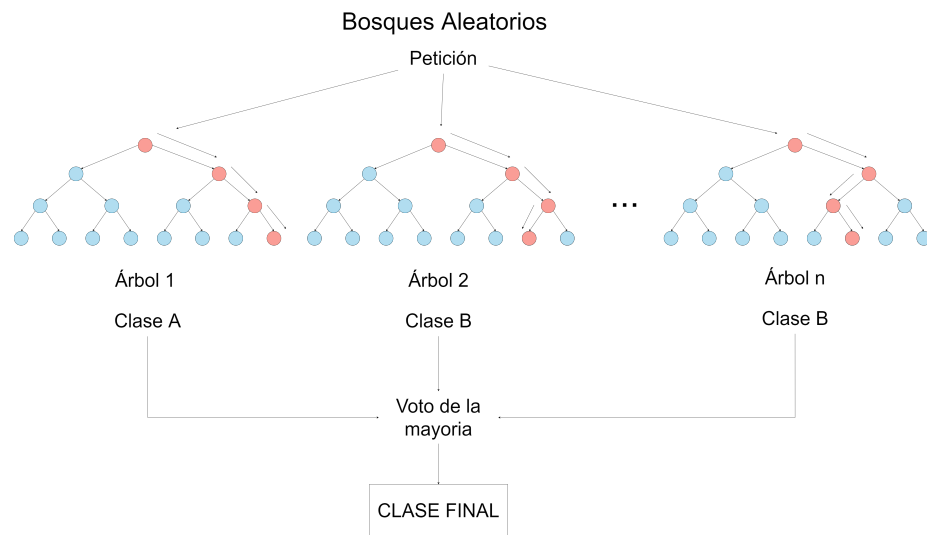 Bosques Aleatorios
Petición
...
Árbol 1
Árbol 2
Árbol n
Clase A
Clase B
Clase B
Voto de la
mayoria
CLASE FINAL